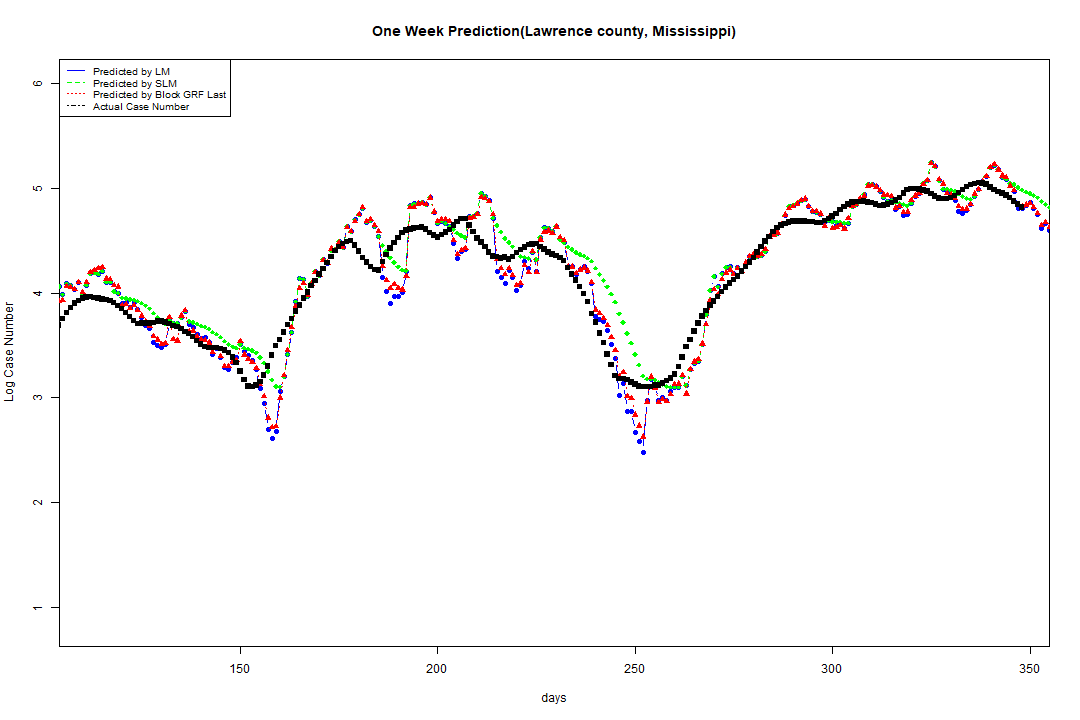 One Week Prediction(Lawrence county, Mississippi)
Predicted by LM
Predicted by SLM
Predicted by Block GRF Last
Actual Case Number
6
5
4
3
2
1
Log Case Number
150 200 250 300 350
days